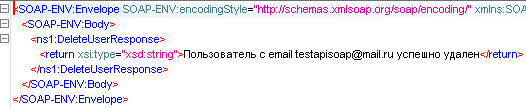 <SOAP-ENV:Envelope SOAP-ENV:encodingStyle="http://schemas.xmlsoap.org/soap/encoding/" xmlns:SOAP
<SOAP-ENV:Body>
<ns1:DeleteUserResponse>
<return xsi:type="xsd:string">Пользователь с email testapisoap@mail.ru успешно удален</return>
</ns1:DeleteUserResponse>
</SOAP-ENV:Body>
</SOAP-ENV:Envelope>